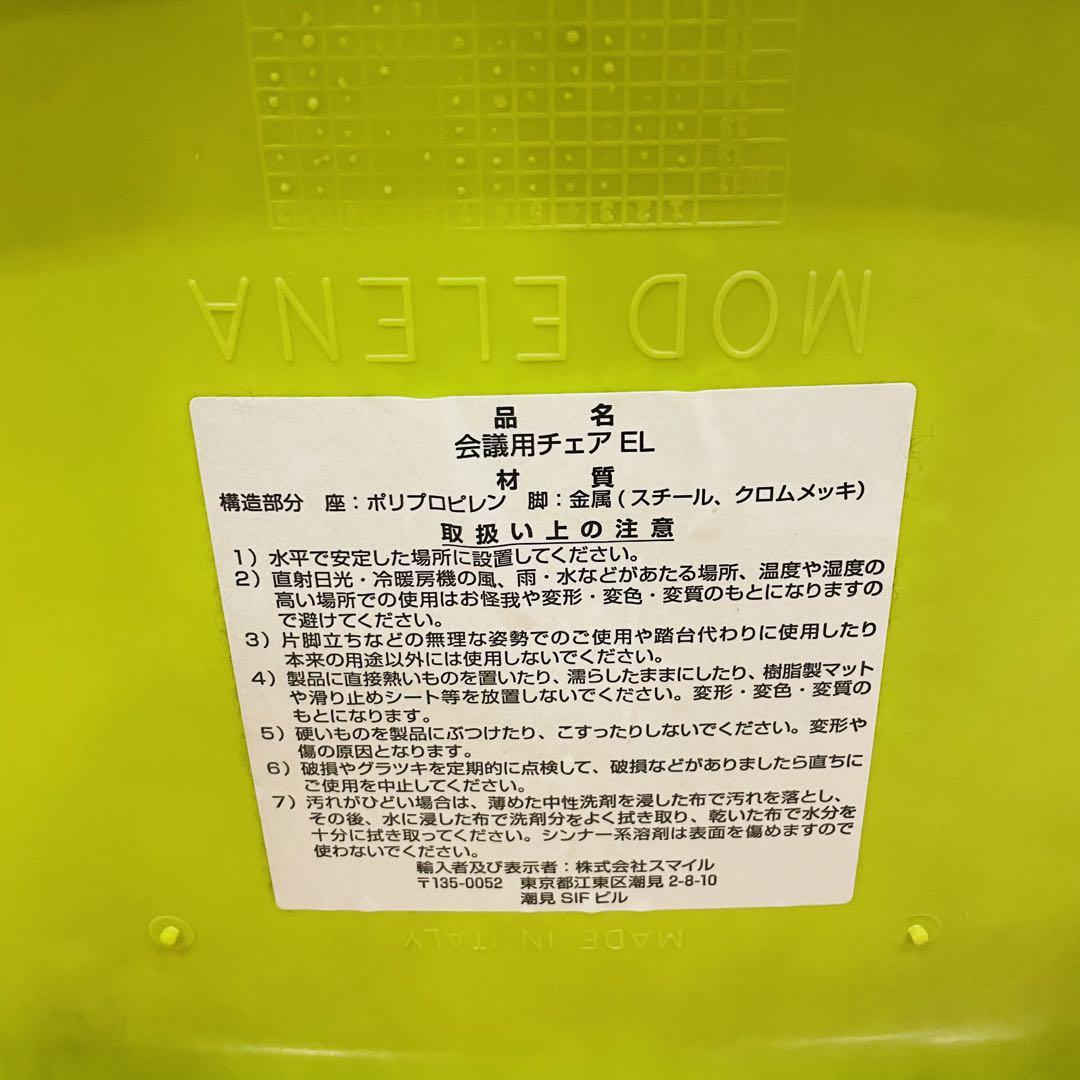 MOD ELENA
品 名
会議用チェア EL
材 質
構造部分 座：ポリプロピレン 脚：金属（スチール、クロムメッキ）
取扱い上の注意
1）水平で安定した場所に設置してください。
2）直射日光・冷暖房機の風、雨・水などがあたる場所、温度や湿度の
高い場所での使用はお怪我や変形・変色・変質のもとになりますの
で避けてください。
3）片脚立ちなどの無理な姿勢でのご使用や踏台代わりに使用したり
本来の用途以外には使用しないでください。
4）製品に直接熱いものを置いたり、濡らしたままにしたり、樹脂製マット
や滑り止めシート等を放置しないでください。変形・変色・変質の
もとになります。
5）硬いものを製品にぶつけたり、こすったりしないでください。変形や
傷の原因となります。
6）破損やグラツキを定期的に点検して、破損などがありましたら直ちに
ご使用を中止してください。
7）汚れがひどい場合は、薄めた中性洗剤を浸した布で汚れを落とし、
その後、水に浸した布で洗剤分をよく拭き取り、乾いた布で水分を
十分に拭き取ってください。シンナー系溶剤は表面を傷めますので
使わないでください。
輸入者及び表示者：株式会社スマイル
〒135-0052 東京都江東区潮見 2-8-10
潮見 SIF ビル
MADE IN ITALY